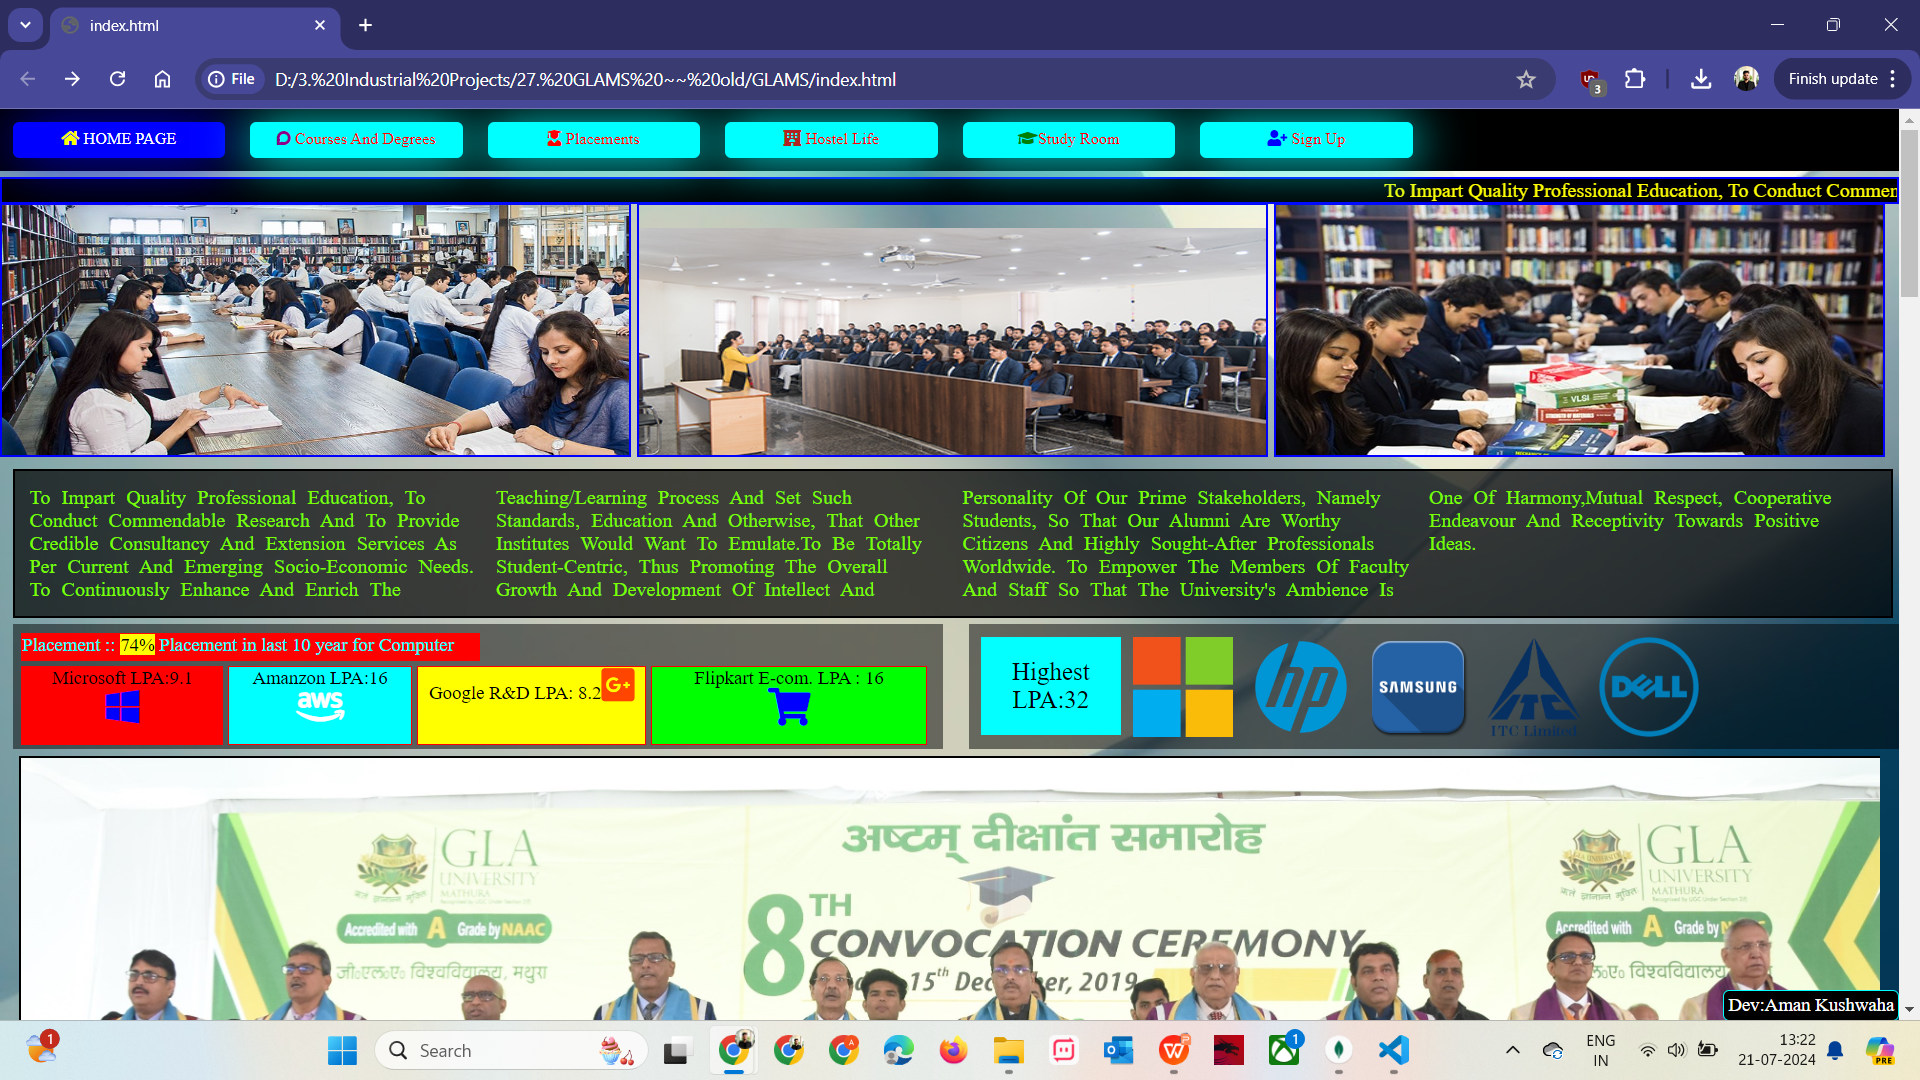 index.html
File
D:/3.%20Industrial%20Projects/27.%20GLAMS%20~~%20old/GLAMS/index.html
3
Finish update
HOME PAGE
Courses And Degrees
Placements
Hostel Life
Study Room
Sign Up
To Impart Quality Professional Education, To Conduct Commen
VLSI
To Impart Quality Professional Education, To
Conduct Commendable Research And To Provide
Credible Consultancy And Extension Services As
Per Current And Emerging Socio-Economic Needs.
To Continuously Enhance And Enrich The
Teaching/Learning Process And Set Such
Standards, Education And Otherwise, That Other
Institutes Would Want To Emulate.To Be Totally
Student-Centric, Thus Promoting The Overall
Growth And Development Of Intellect And
Personality Of Our Prime Stakeholders, Namely
Students, So That Our Alumni Are Worthy
Citizens And Highly Sought-After Professionals
Worldwide. To Empower The Members Of Faculty
And Staff So That The University's Ambience Is
One Of Harmony,Mutual Respect, Cooperative
Endeavour And Receptivity Towards Positive
Ideas.
Placement :: 74% Placement in last 10 year for Computer
Microsoft LPA:9.1
Amanzon LPA:16
aws
Google R&D LPA: 8.2
G+
Flipkart E-com. LPA : 16
Highest
LPA:32
hp
SAMSUNG
ITC Limited
DELL
अष्टम् दीक्षांत समारोह
GLA
UNIVERSITY
MATHURA
Accredited with A Grade by NAAC
जी०एल०ए० विश्वविद्यालय, मथुरा
8TH
CONVOCATION CEREMONY
15th December, 2019
GLA
UNIVERSITY
MATHURA
Accredited with A Grade by
ल०ए० विश्वविद्यालय
Dev:Aman Kushwaha
1
Search
A
1
ENG
IN
13:22
21-07-2024
PRE